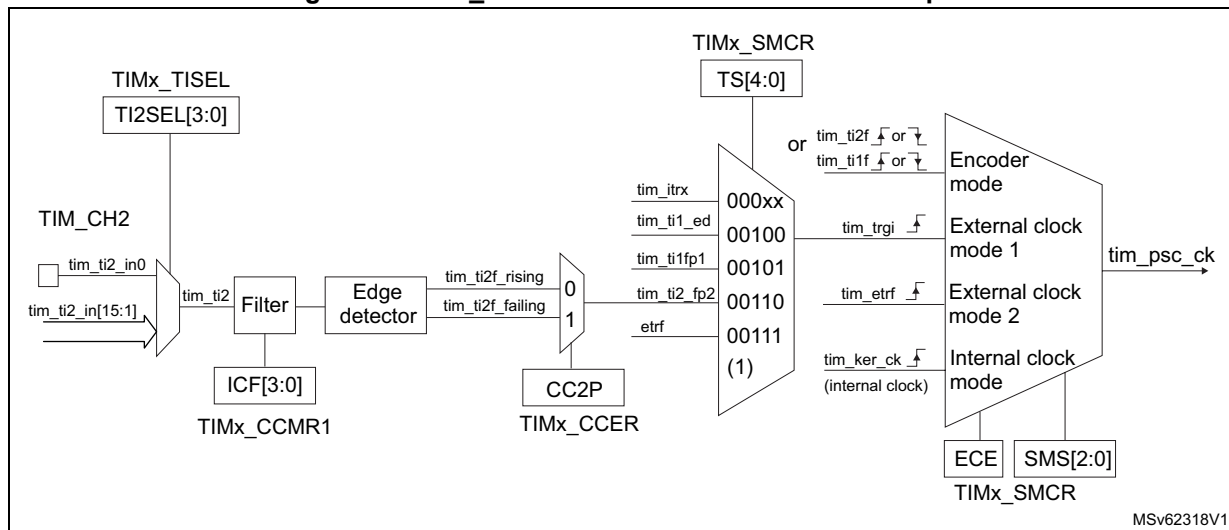 TIMx_SMCR
TS[4:0]
TIMx_TISEL
TI2SEL[3:0]
TIM_CH2
tim_ti2_in0
tim_ti2_in[15:1]
tim_ti2
Filter
ICF[3:0]
TIMx_CCMR1
Edge
detector
tim_ti2f_rising
tim_ti2f_failing
0
1
CC2P
TIMx_CCER
tim_itrx
tim_ti1_ed
tim_ti1fp1
tim_ti2_fp2
etrf
000xx
00100
00101
00110
00111
(1)
or tim_ti2f or
tim_ti1f or
Encoder
mode
tim_trgi
External clock
mode 1
tim_etrf
External clock
mode 2
tim_ker_ck
(internal clock)
Internal clock
mode
tim_psc_ck
ECE
SMS[2:0]
TIMx_SMCR
MSv62318V1